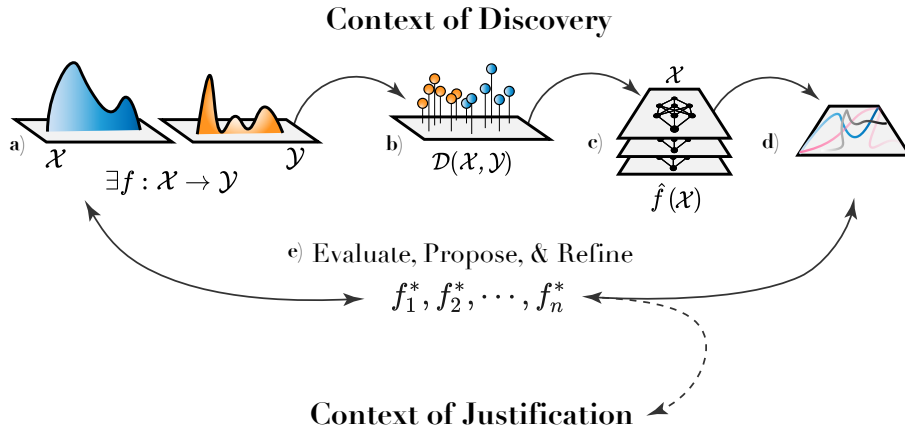 Context of Discovery
a) 𝒳 𝒴
∃f : 𝒳 → 𝒴
b) 𝒟(𝒳, 𝒴)
𝒳
c) f̂ (𝒳)
d)
e) Evaluate, Propose, & Refine
f₁*, f₂*, ⋯, fₙ*
Context of Justification